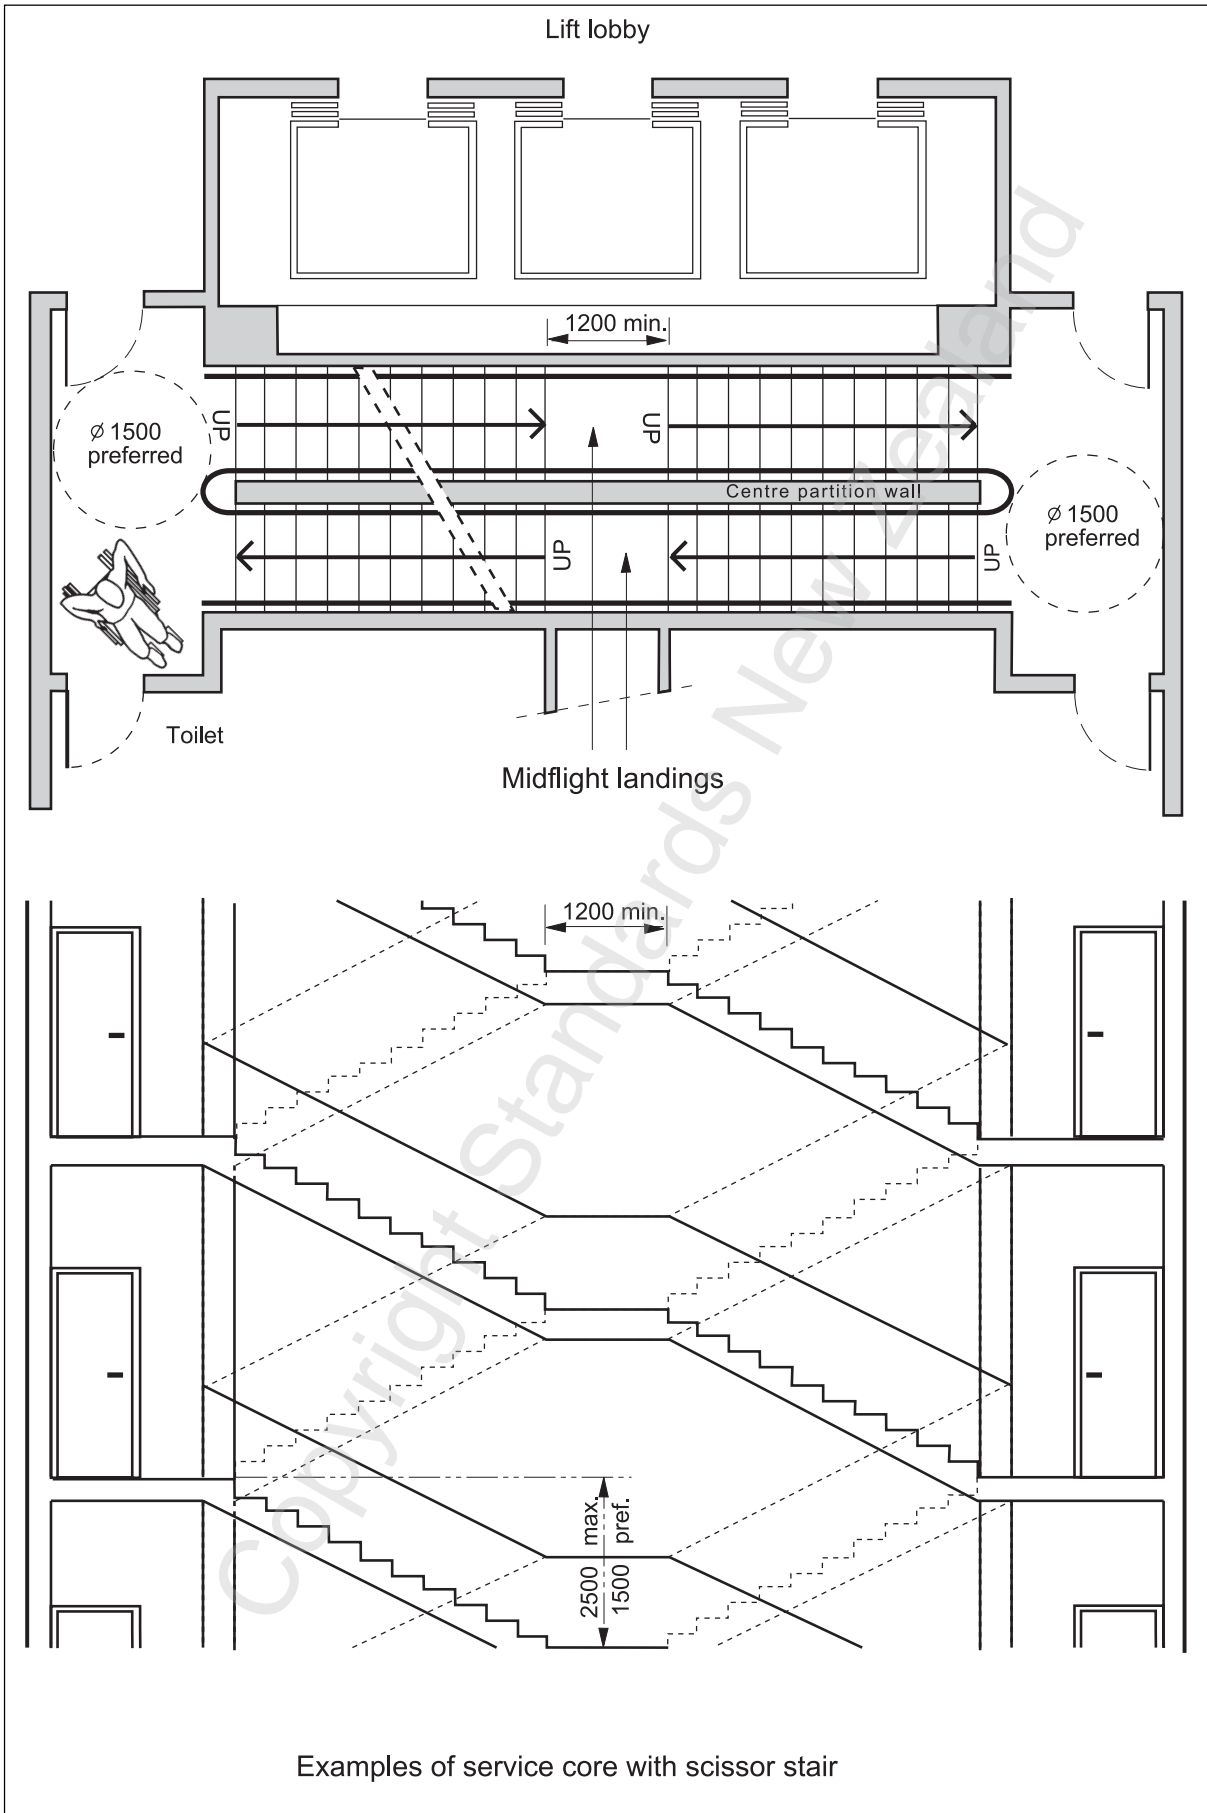 Lift lobby
1200 min.
UP
UP
Ø 1500
preferred
Centre partition wall
Ø 1500
preferred
UP
UP
Toilet
Midflight landings
1200 min.
2500 max.
1500 pref.
Examples of service core with scissor stair
Copyright Standards New Zealand